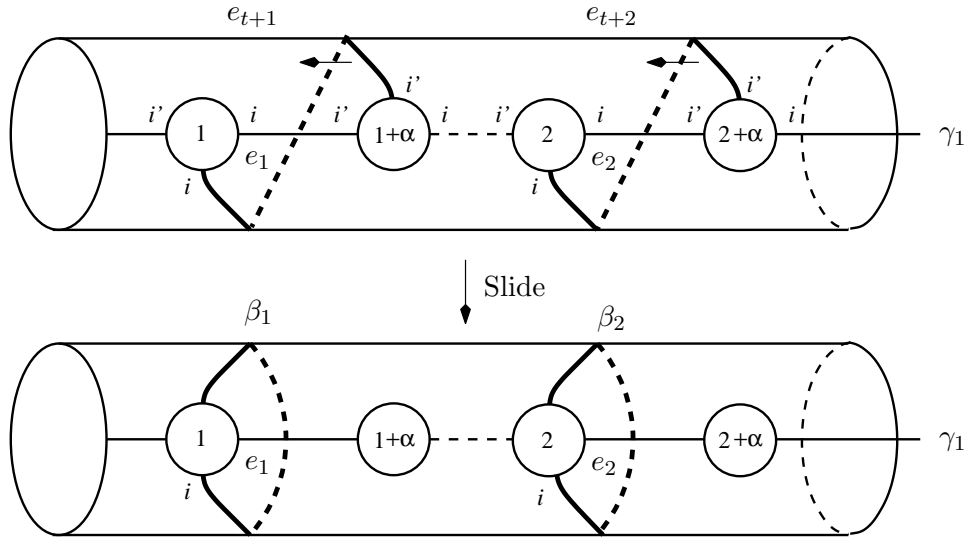 e_{t+1} e_{t+2}
i' i'
i' 1 i i' 1+α i i' 2 i i' 2+α i γ_1
e_1 e_2
i i
Slide
β_1 β_2
1 1+α 2 2+α γ_1
e_1 e_2
i i